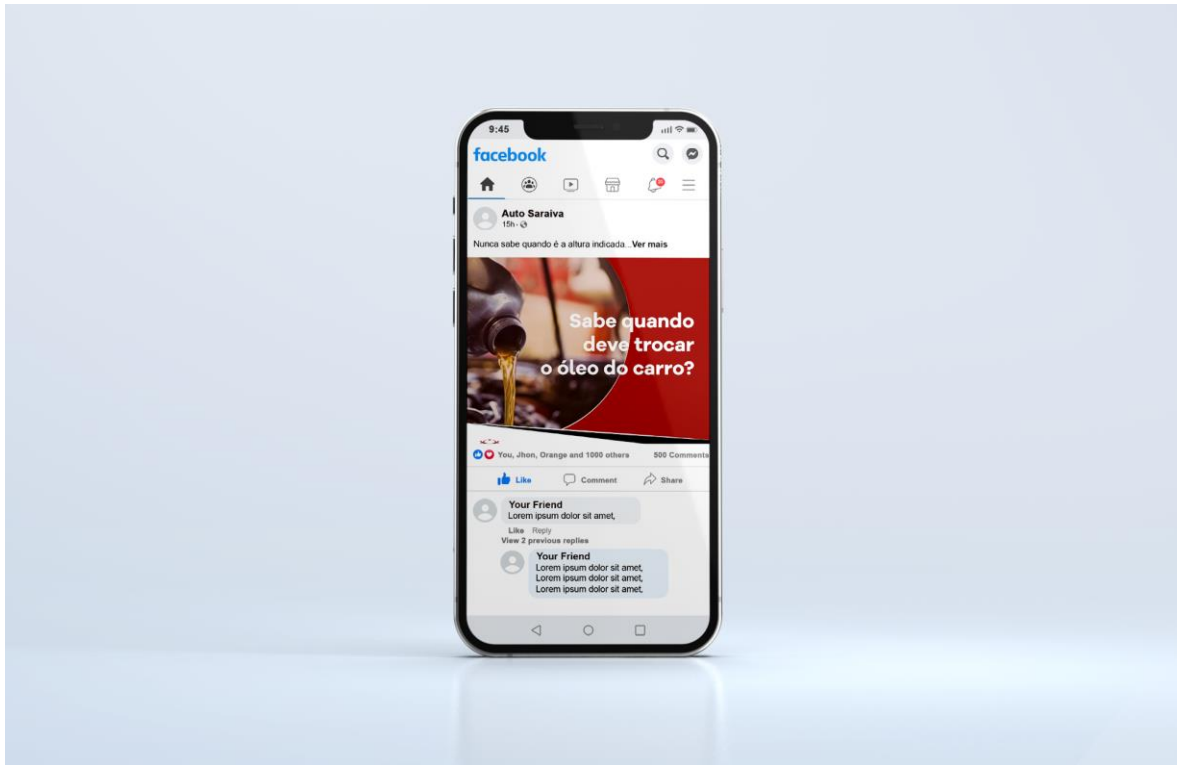 9:45
facebook
Auto Saraiva
15h
Nunca sabe quando é a altura indicada...Ver mais
Sabe quando
deve trocar
o óleo do carro?
You, Jhon, Orange and 1000 others 500 Comments
Like Comment Share
Your Friend
Lorem ipsum dolor sit amet,
Like Reply
View 2 previous replies
Your Friend
Lorem ipsum dolor sit amet,
Lorem ipsum dolor sit amet,
Lorem ipsum dolor sit amet,